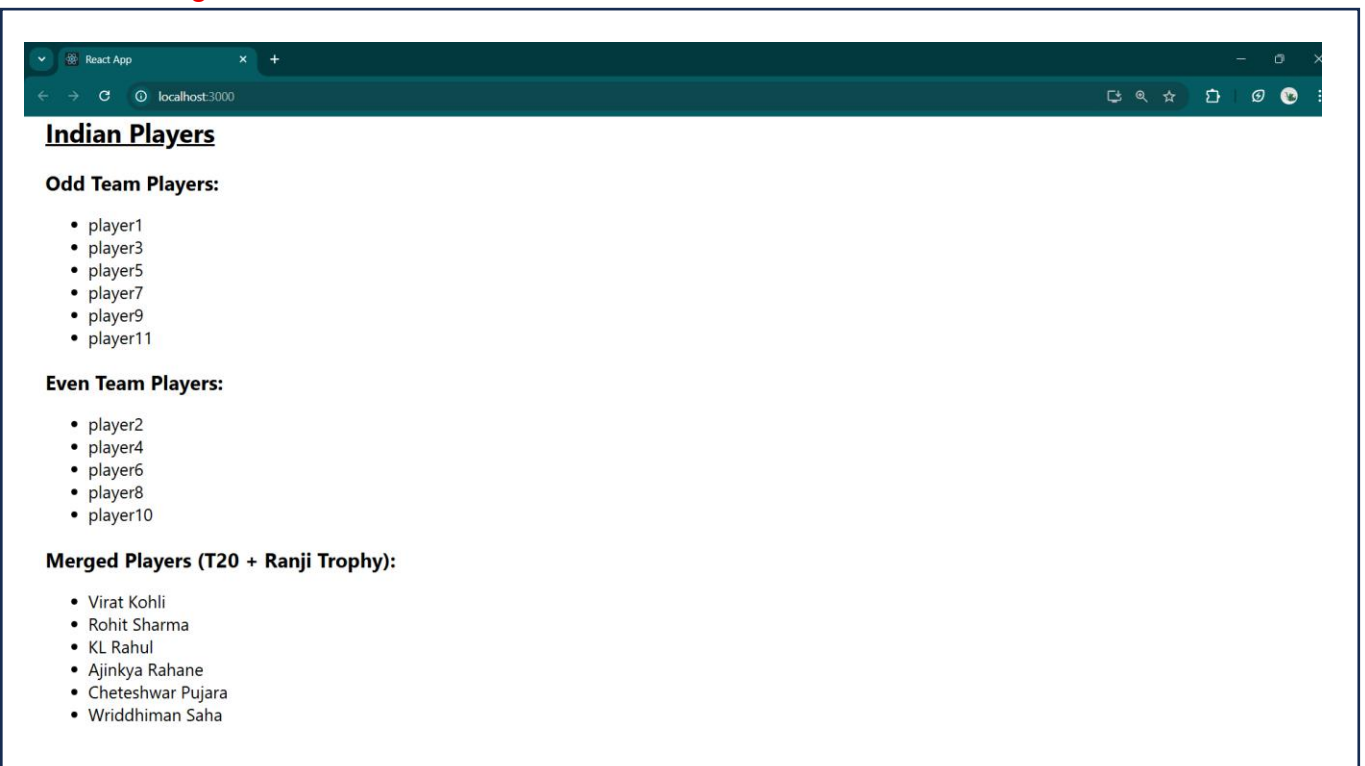 React App
localhost:3000
Indian Players
Odd Team Players:
player1
player3
player5
player7
player9
player11
Even Team Players:
player2
player4
player6
player8
player10
Merged Players (T20 + Ranji Trophy):
Virat Kohli
Rohit Sharma
KL Rahul
Ajinkya Rahane
Cheteshwar Pujara
Wriddhiman Saha